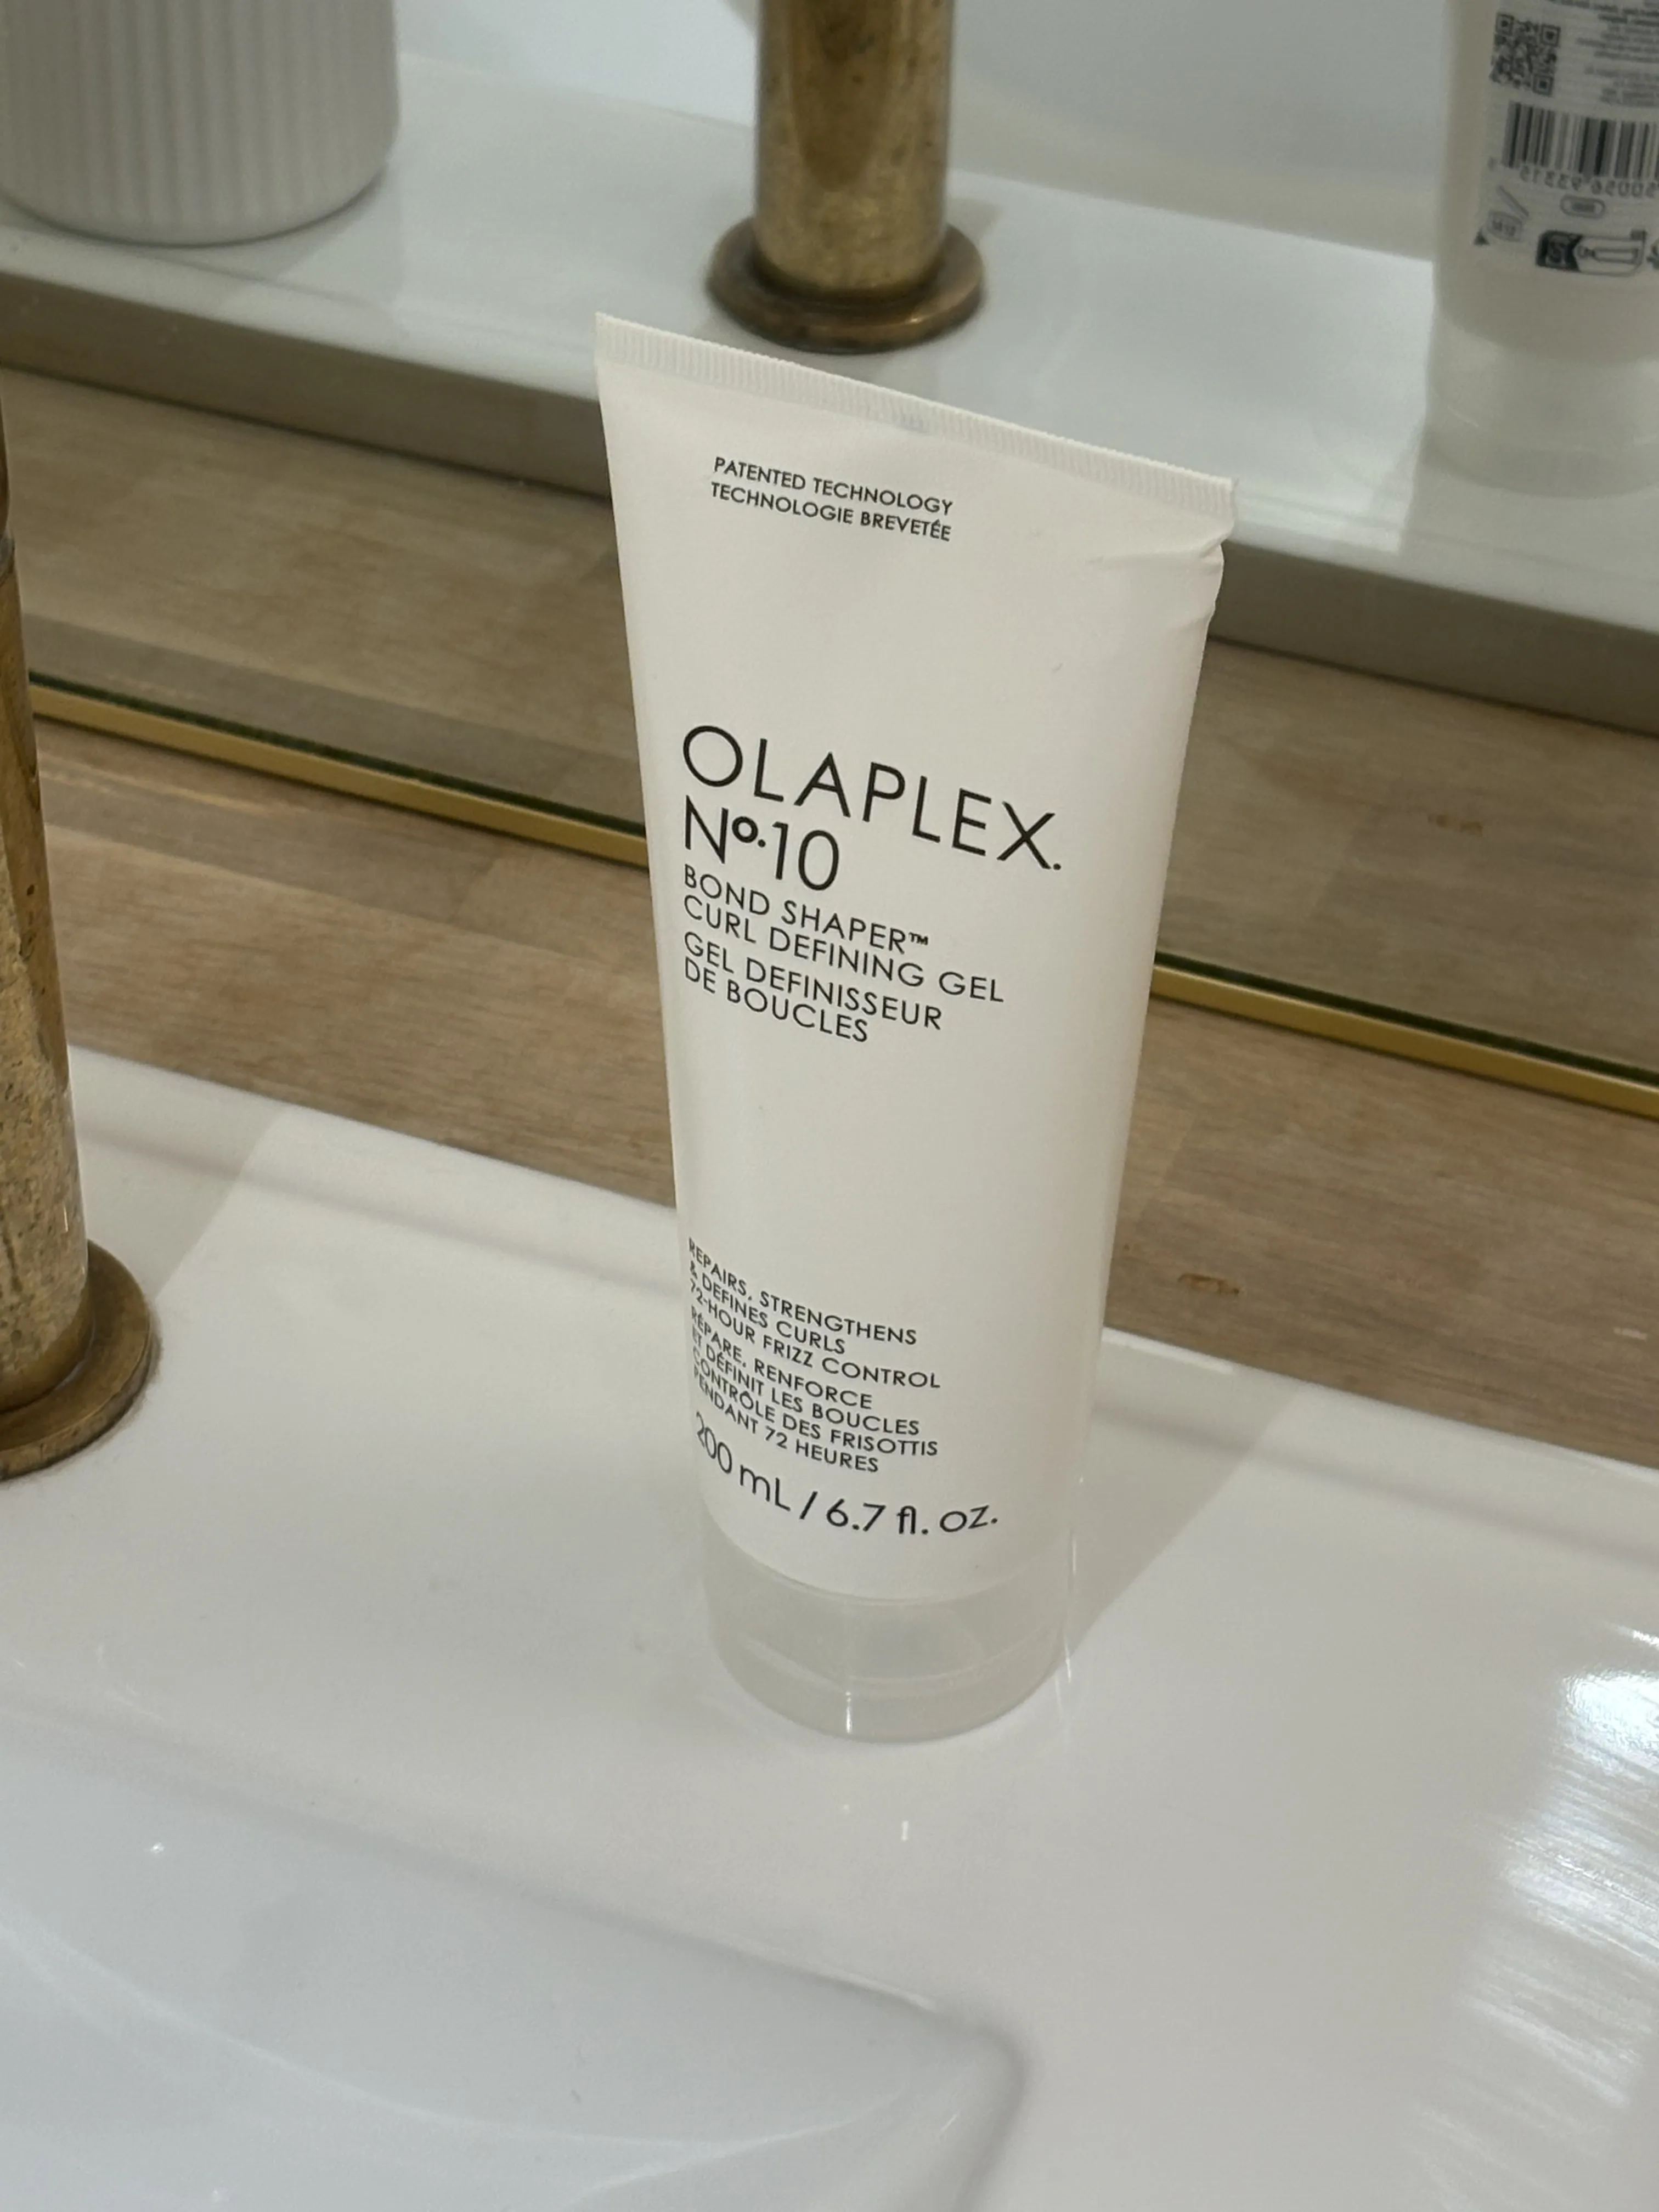 PATENTED TECHNOLOGY
TECHNOLOGIE BREVETÉE
OLAPLEX.
Nº.10
BOND SHAPER™
CURL DEFINING GEL
GEL DEFINISSEUR
DE BOUCLES
REPAIRS, STRENGTHENS
& DEFINES CURLS
72-HOUR FRIZZ CONTROL
RÉPARE, RENFORCE
ET DÉFINIT LES BOUCLES
CONTRÔLE DES FRISOTTIS
PENDANT 72 HEURES
200 mL / 6.7 fl. oz.